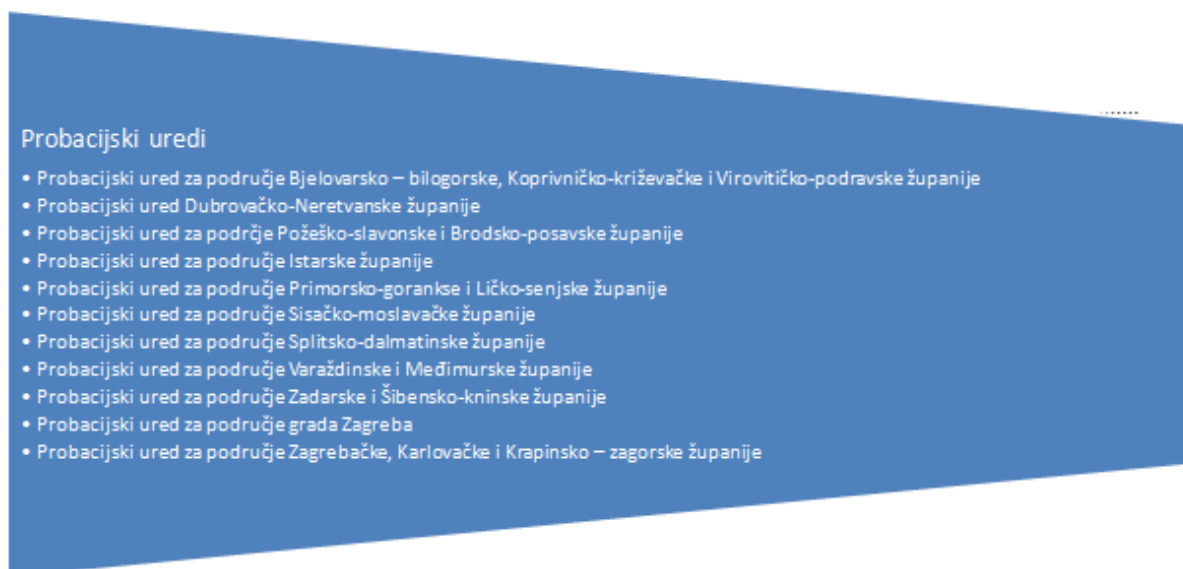 Probacijski uredi
• Probacijski ured za područje Bjelovarsko – bilogorske, Koprivničko-križevačke i Virovitičko-podravske županije
• Probacijski ured Dubrovačko-Neretvanske županije
• Probacijski ured za podrčje Požeško-slavonske i Brodsko-posavske županije
• Probacijski ured za područje Istarske županije
• Probacijski ured za područje Primorsko-gorankse i Ličko-senjske županije
• Probacijski ured za područje Sisačko-moslavačke županije
• Probacijski ured za područje Splitsko-dalmatinske županije
• Probacijski ured za područje Varaždinske i Međimurske županije
• Probacijski ured za područje Zadarske i Šibensko-kninske županije
• Probacijski ured za područje grada Zagreba
• Probacijski ured za područje Zagrebačke, Karlovačke i Krapinsko – zagorske županije